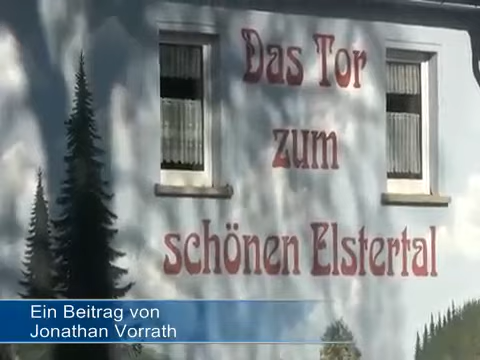 Das Tor
zum
schönen Elstertal
Ein Beitrag von
Jonathan Vorrath